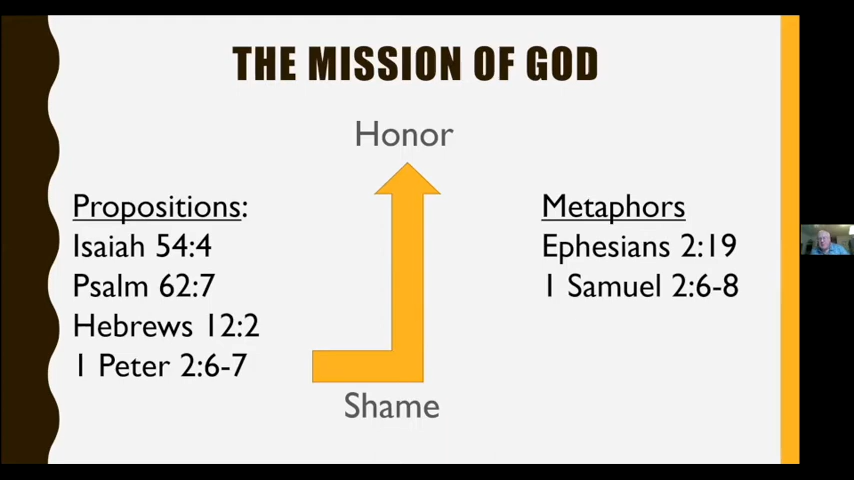 THE MISSION OF GOD
Honor
Propositions:
Isaiah 54:4
Psalm 62:7
Hebrews 12:2
1 Peter 2:6-7
Metaphors
Ephesians 2:19
1 Samuel 2:6-8
Shame